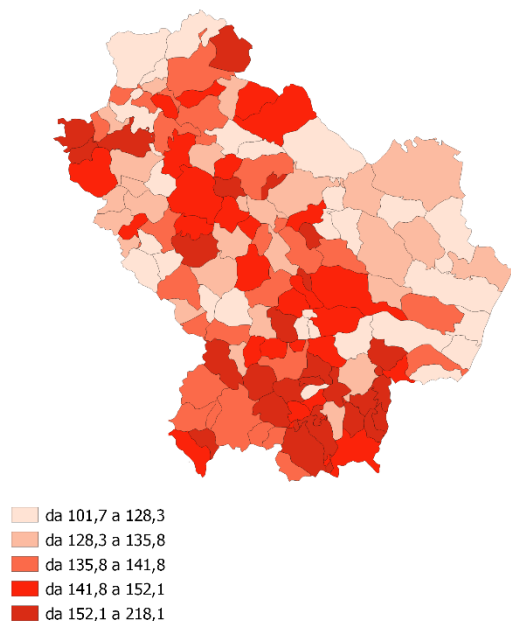 da 101,7 a 128,3
da 128,3 a 135,8
da 135,8 a 141,8
da 141,8 a 152,1
da 152,1 a 218,1